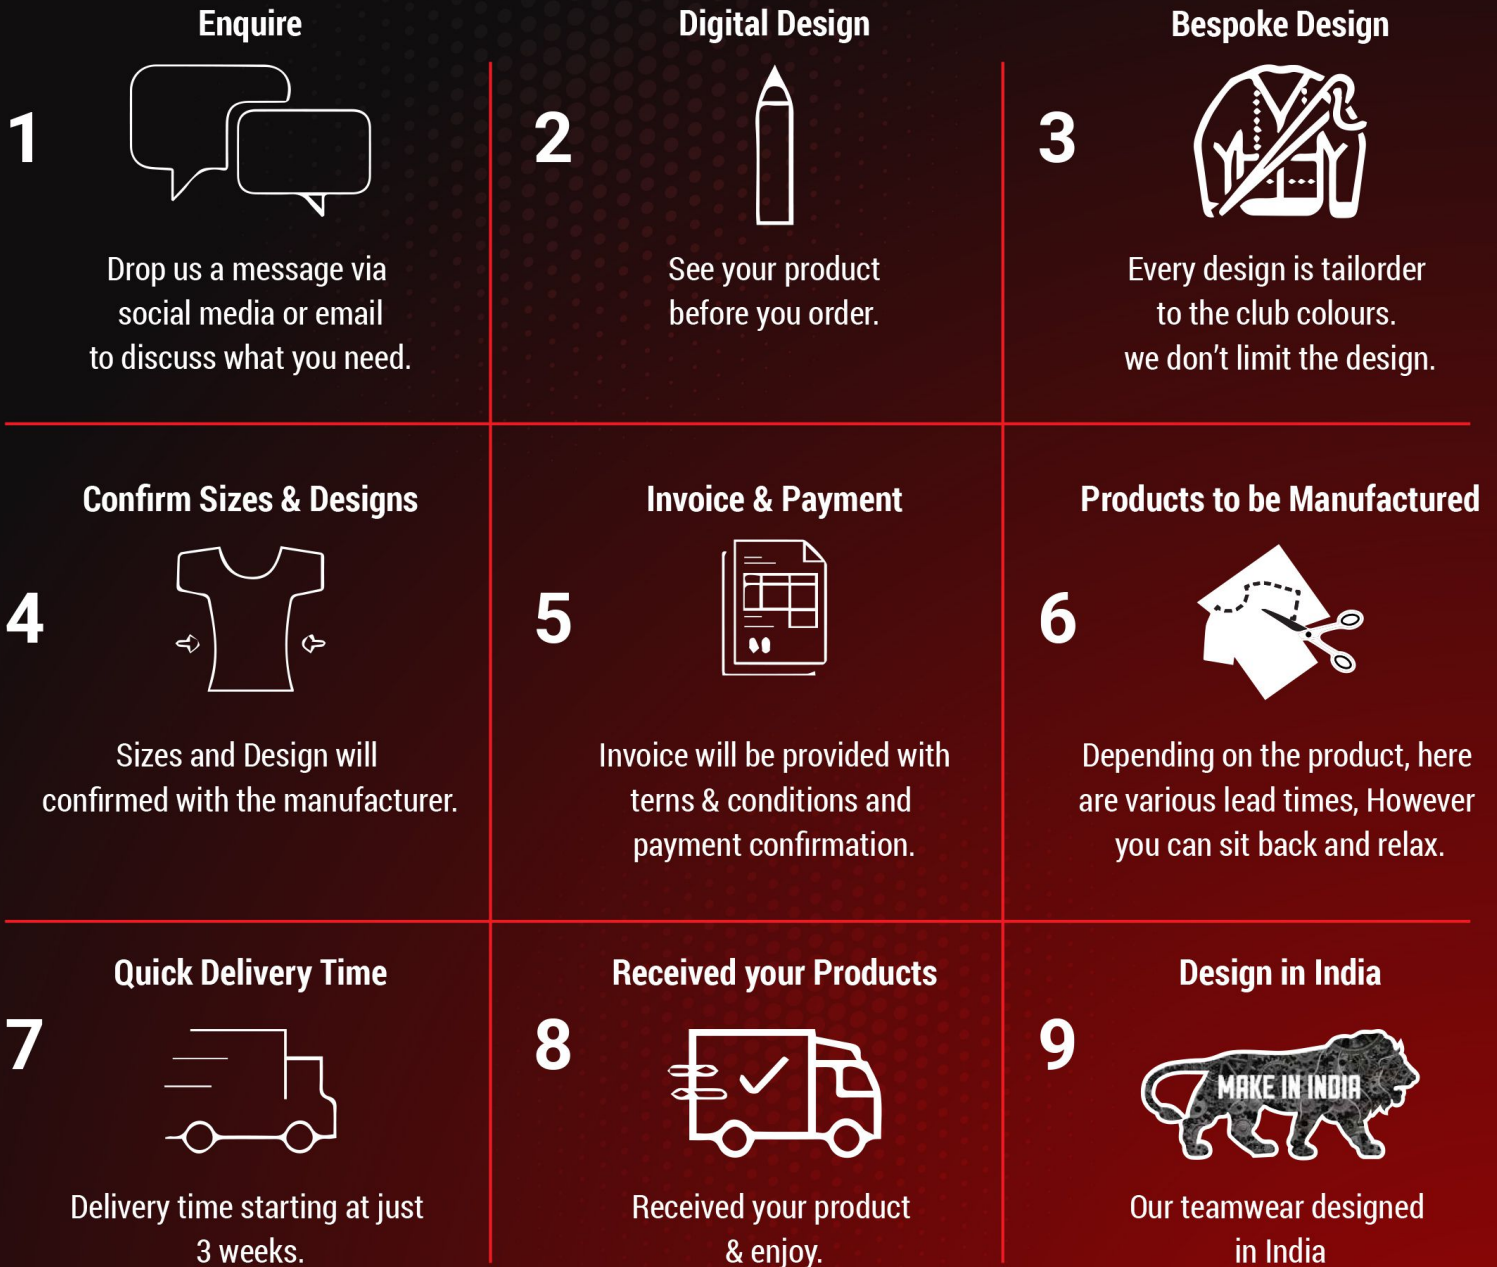 Enquire
1
Drop us a message via
social media or email
to discuss what you need.
Digital Design
2
See your product
before you order.
Bespoke Design
3
Every design is tailorder
to the club colours.
we don't limit the design.
Confirm Sizes & Designs
4
Sizes and Design will
confirmed with the manufacturer.
Invoice & Payment
5
Invoice will be provided with
terns & conditions and
payment confirmation.
Products to be Manufactured
6
Depending on the product, here
are various lead times, However
you can sit back and relax.
Quick Delivery Time
7
Delivery time starting at just
3 weeks.
Received your Products
8
Received your product
& enjoy.
Design in India
9
MAKE IN INDIA
Our teamwear designed
in India